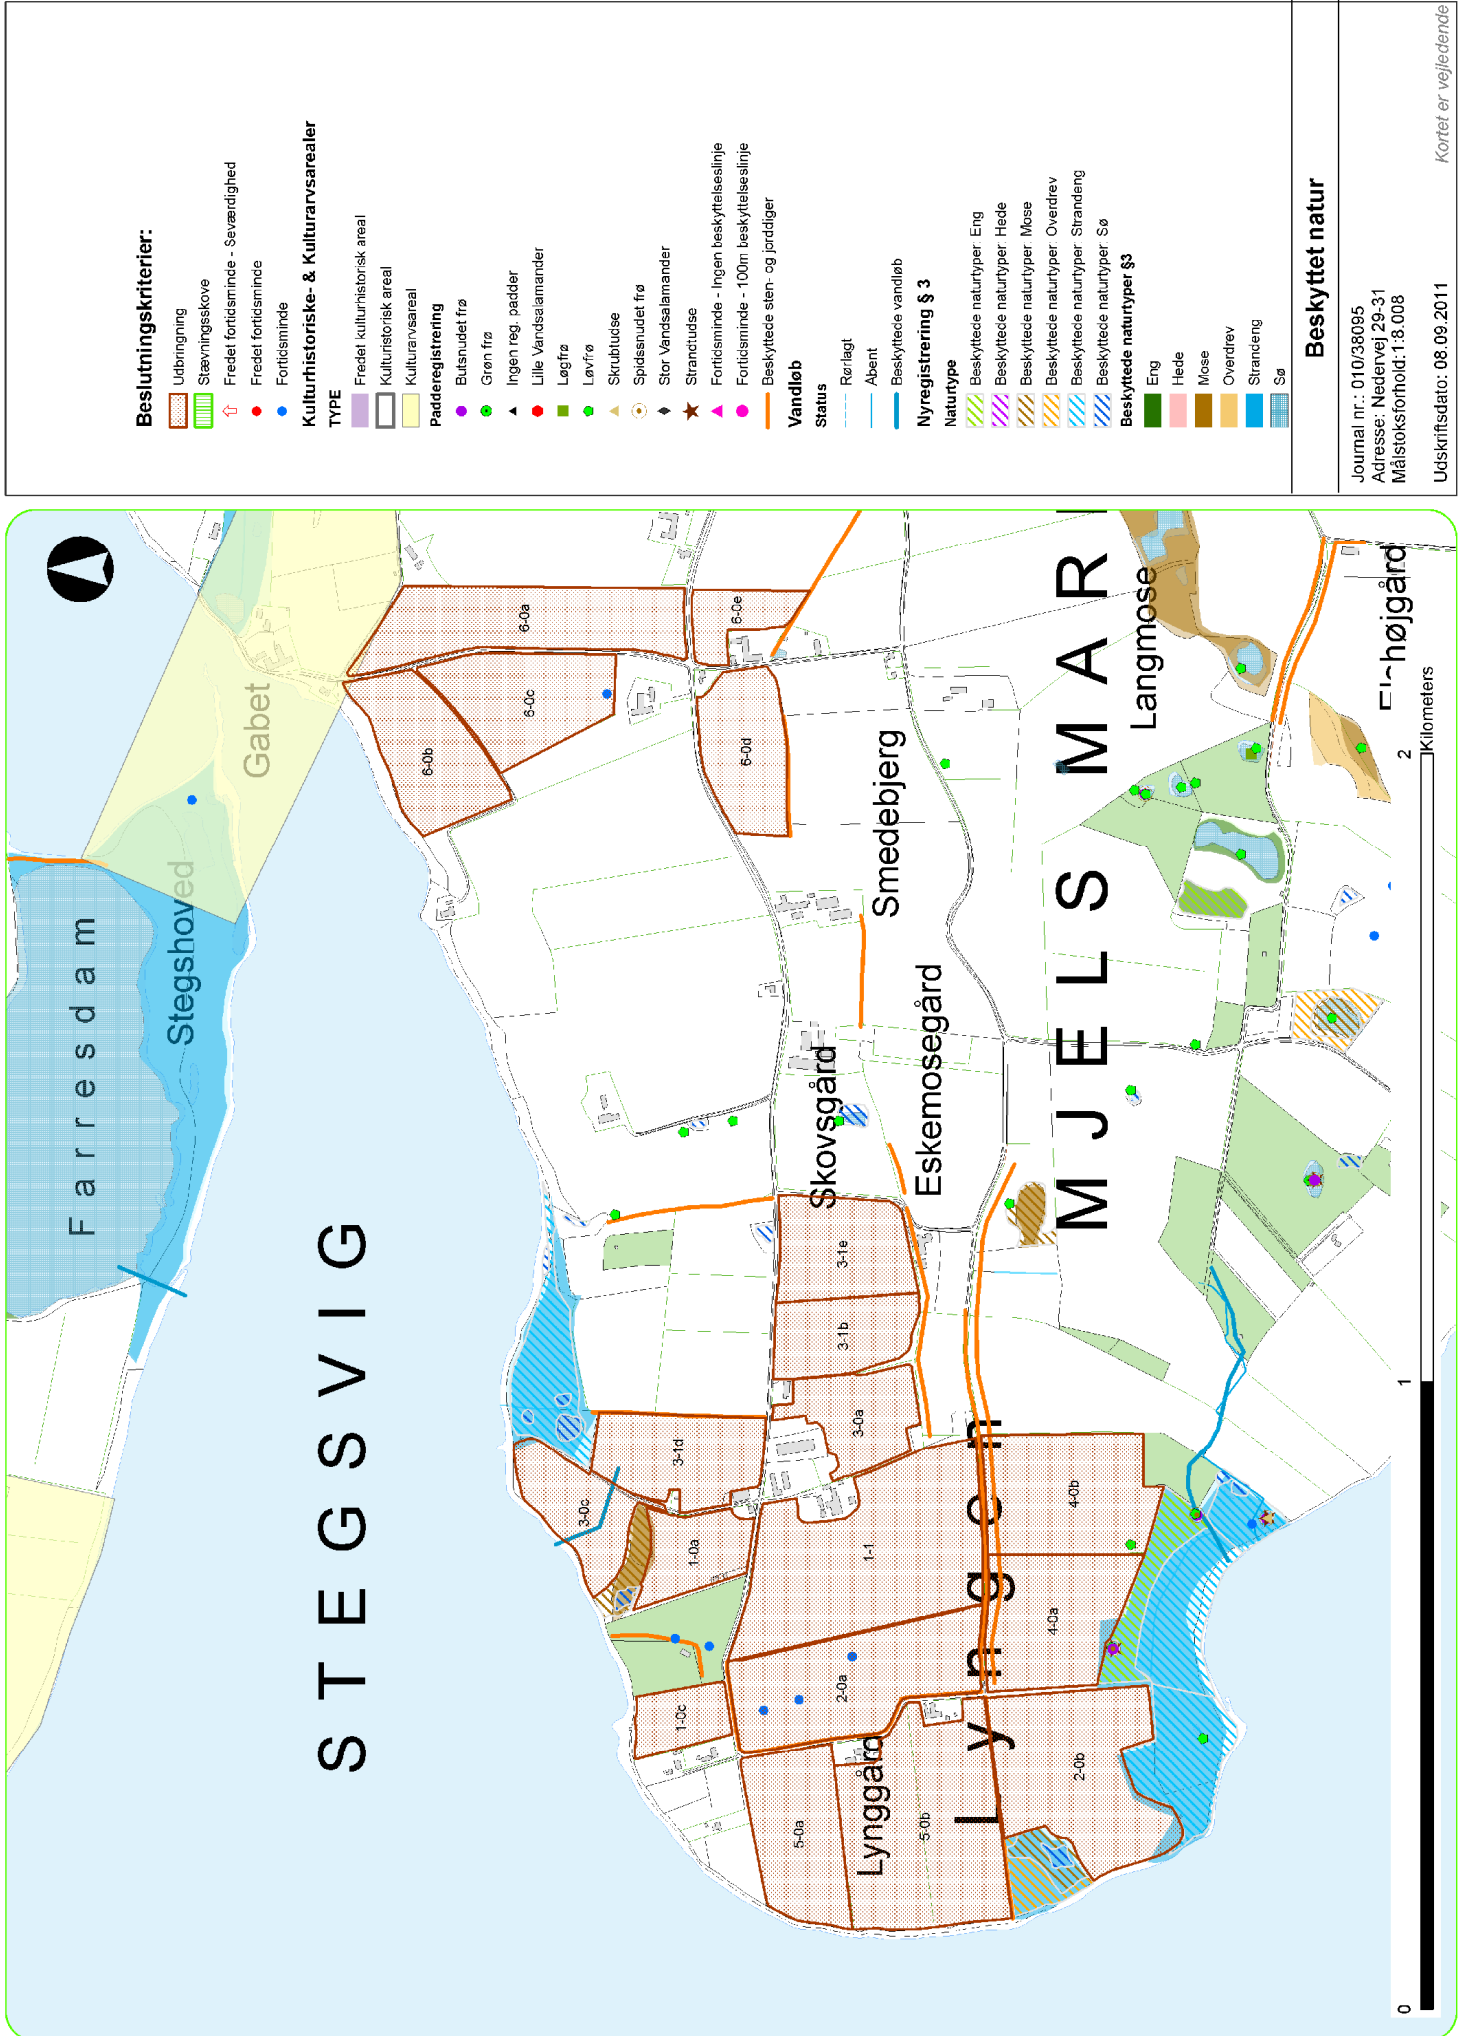 Beslutningskriterier:
Udbringning
Stævningsskove
Fredet fortidsminde - Seværdighed
Fredet fortidsminde
Fortidsminde
Kulturhistoriske- & Kulturarvsarealer
TYPE
Fredet kulturhistorisk areal
Kulturistorisk areal
Kulturarvsareal
Padderegistrering
Butsnudet frø
Grøn frø
Ingen reg. padder
Lille Vandsalamander
Løgfrø
Løvfrø
Skrubtudse
Spidssnudet frø
Stor Vandsalamander
Strandtudse
Fortidsminde - Ingen beskyttelseslinje
Fortidsminde - 100m beskyttelseslinje
Beskyttede sten- og jorddiger
Vandløb
Status
Rørlagt
Åbent
Beskyttede vandløb
Nyregistrering § 3
Naturtype
Beskyttede naturtyper: Eng
Beskyttede naturtyper: Hede
Beskyttede naturtyper: Mose
Beskyttede naturtyper: Overdrev
Beskyttede naturtyper: Strandeng
Beskyttede naturtyper: Sø
Beskyttede naturtyper §3
Eng
Hede
Mose
Overdrev
Strandeng
Sø
Beskyttet natur
Journal nr.: 010/38095
Adresse: Nedervej 29-31
Målstoksforhold:1:8.008
Udskriftsdato: 08.09.2011
Kortet er vejledende
Farresdam
Stegshoved
Gabet
STEGSVIG
6-0a
6-0b
6-0c
6-0e
6-0d
Smedebjerg
Skovsgård
Eskemosegård
MJELSMAR
Langmose
højgård
3-1e
3-1b
3-0a
3-1d
3-0c
1-0a
1-1
1-0c
2-0a
4-0b
4-0a
2-0b
5-0a
5-0b
Lynggård
Lyngen
0
1
2
Kilometers